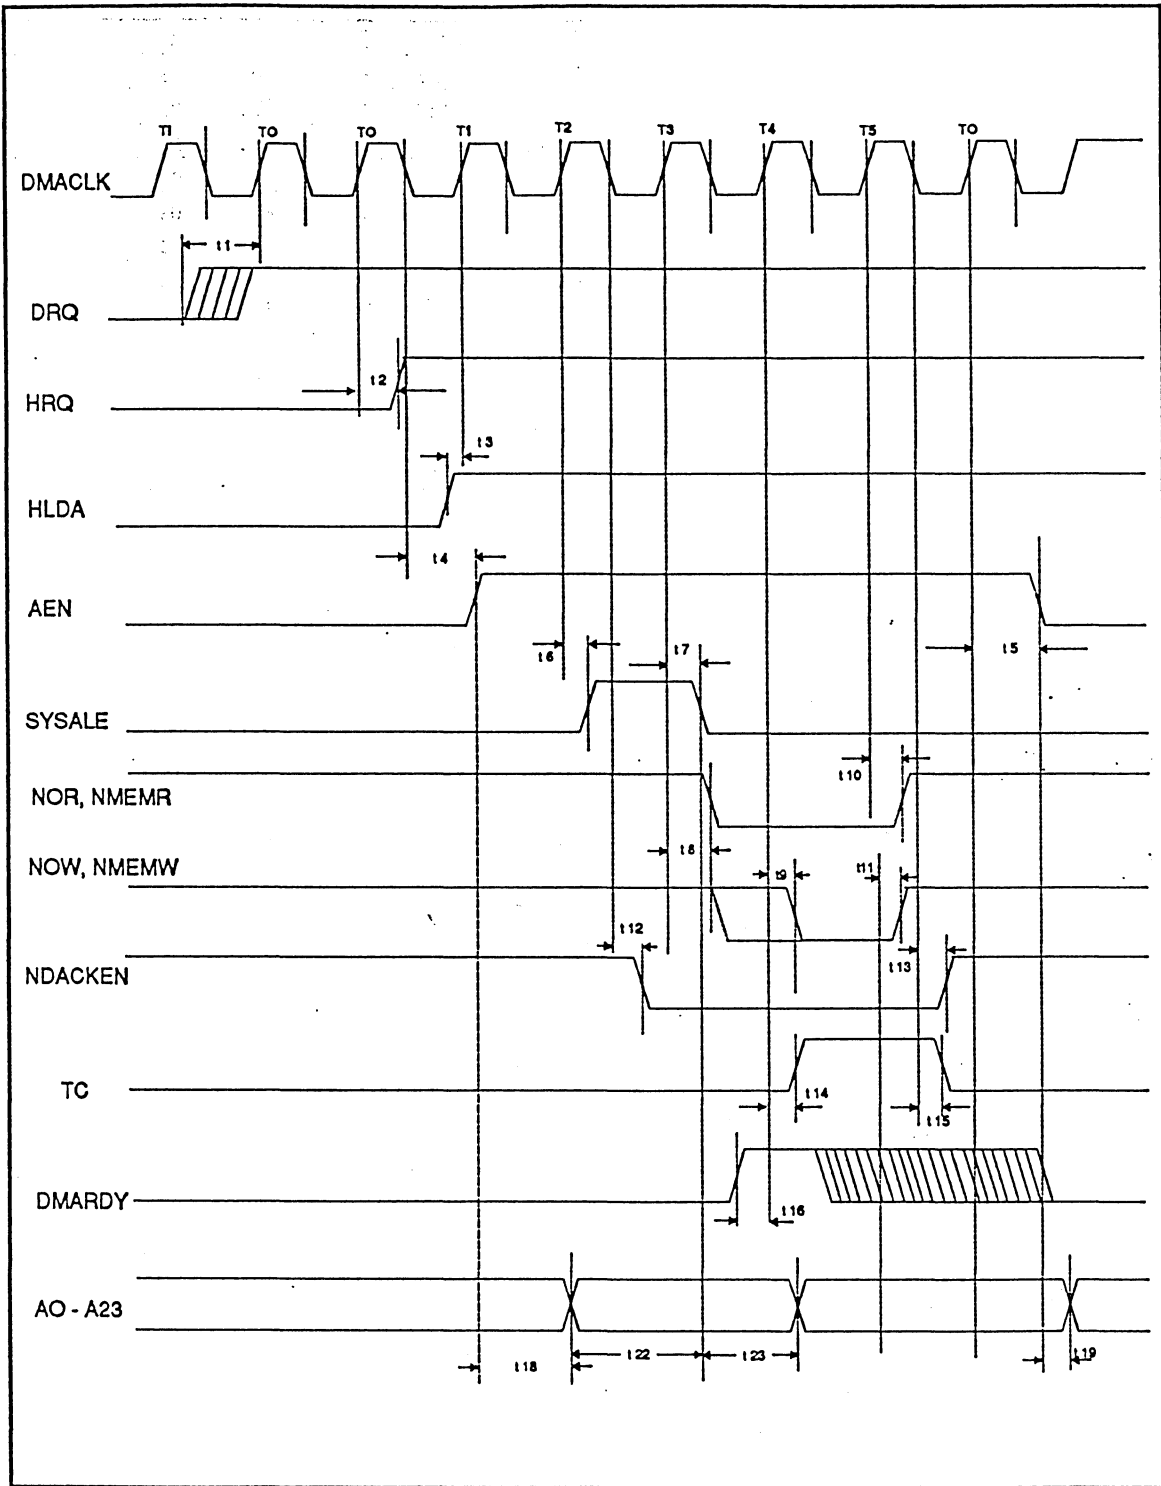 TI TO TO T1 T2 T3 T4 T5 TO
DMACLK
t1
DRQ
t2
HRQ
t3
HLDA
t4
AEN
t6 t7 t5
SYSALE
t10
NOR, NMEMR
t8
NOW, NMEMW
t9 t11
t12
NDACKEN
t13
TC
t14 t15
DMARDY
t16
AO - A23
t18 t22 t23 t19